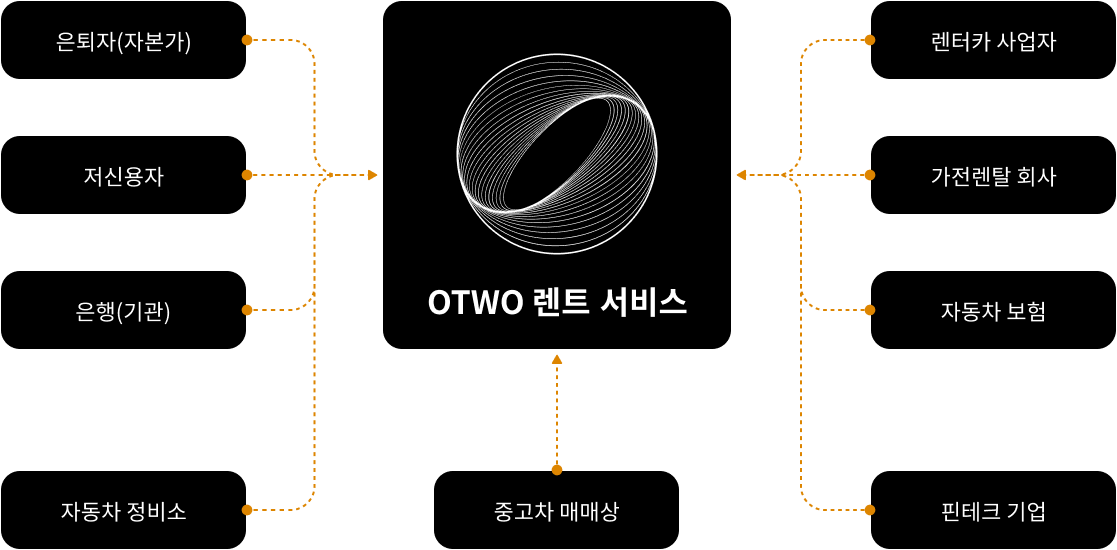 은퇴자(자본가)
저신용자
은행(기관)
자동차 정비소
OTWO 렌트 서비스
중고차 매매상
렌터카 사업자
가전렌탈 회사
자동차 보험
핀테크 기업